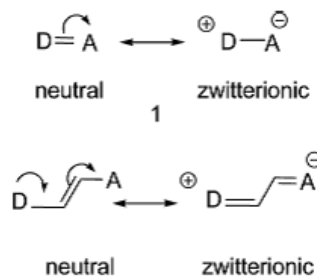 D=A ⟷ ⊕ D—A ⊖
neutral zwitterionic
1
D A ⟷ ⊕ D A ⊖
neutral zwitterionic